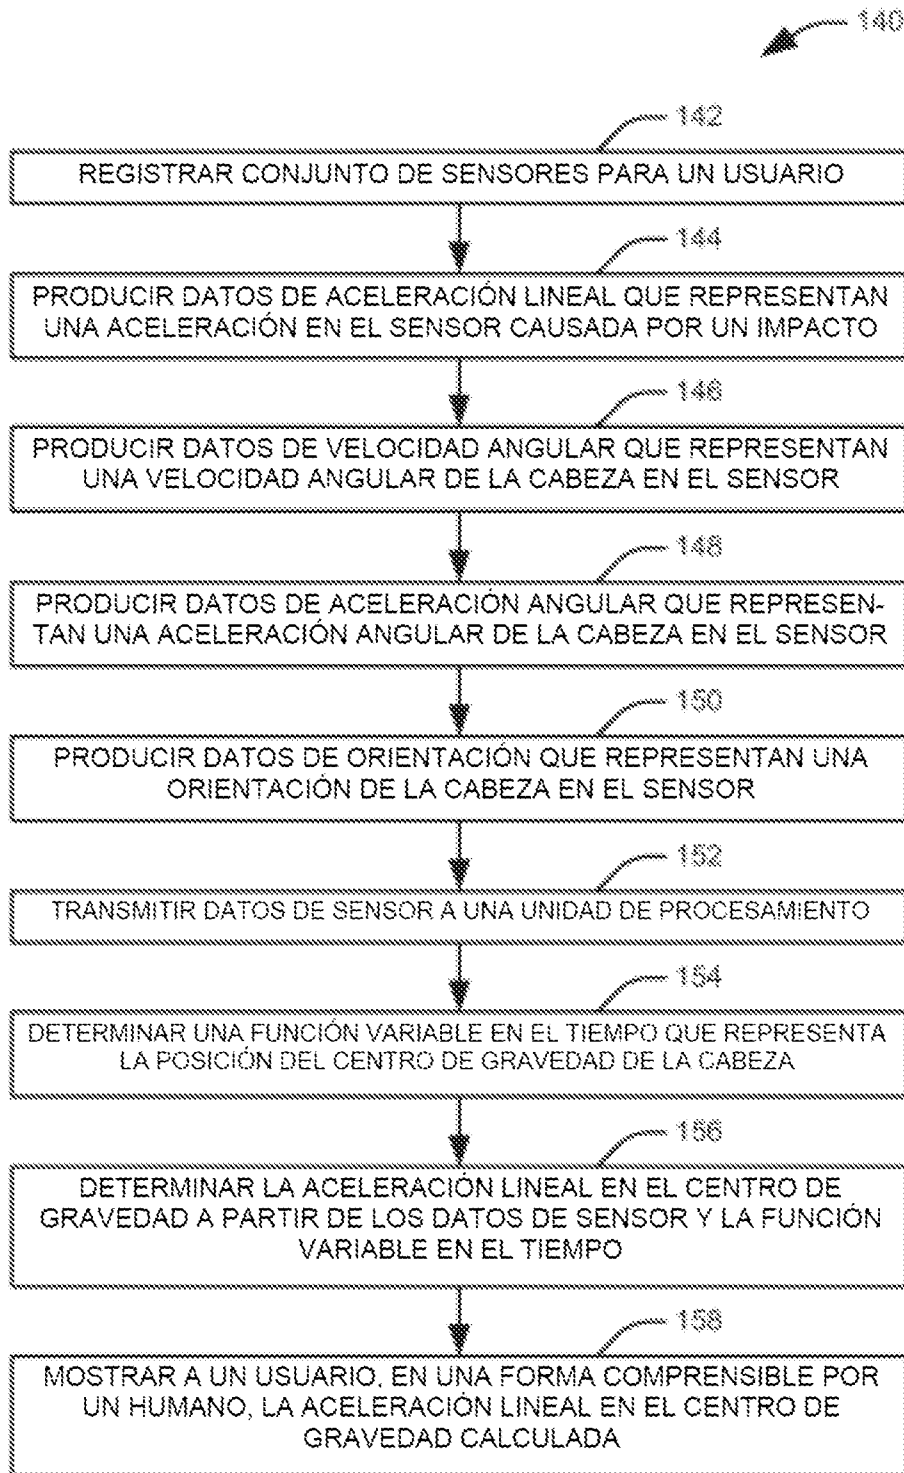 140
142
REGISTRAR CONJUNTO DE SENSORES PARA UN USUARIO
144
PRODUCIR DATOS DE ACELERACIÓN LINEAL QUE REPRESENTAN
UNA ACELERACIÓN EN EL SENSOR CAUSADA POR UN IMPACTO
146
PRODUCIR DATOS DE VELOCIDAD ANGULAR QUE REPRESENTAN
UNA VELOCIDAD ANGULAR DE LA CABEZA EN EL SENSOR
148
PRODUCIR DATOS DE ACELERACIÓN ANGULAR QUE REPRESEN-
TAN UNA ACELERACIÓN ANGULAR DE LA CABEZA EN EL SENSOR
150
PRODUCIR DATOS DE ORIENTACIÓN QUE REPRESENTAN UNA
ORIENTACIÓN DE LA CABEZA EN EL SENSOR
152
TRANSMITIR DATOS DE SENSOR A UNA UNIDAD DE PROCESAMIENTO
154
DETERMINAR UNA FUNCIÓN VARIABLE EN EL TIEMPO QUE REPRESENTA
LA POSICIÓN DEL CENTRO DE GRAVEDAD DE LA CABEZA
156
DETERMINAR LA ACELERACIÓN LINEAL EN EL CENTRO DE
GRAVEDAD A PARTIR DE LOS DATOS DE SENSOR Y LA FUNCIÓN
VARIABLE EN EL TIEMPO
158
MOSTRAR A UN USUARIO, EN UNA FORMA COMPRENSIBLE POR
UN HUMANO, LA ACELERACIÓN LINEAL EN EL CENTRO DE
GRAVEDAD CALCULADA